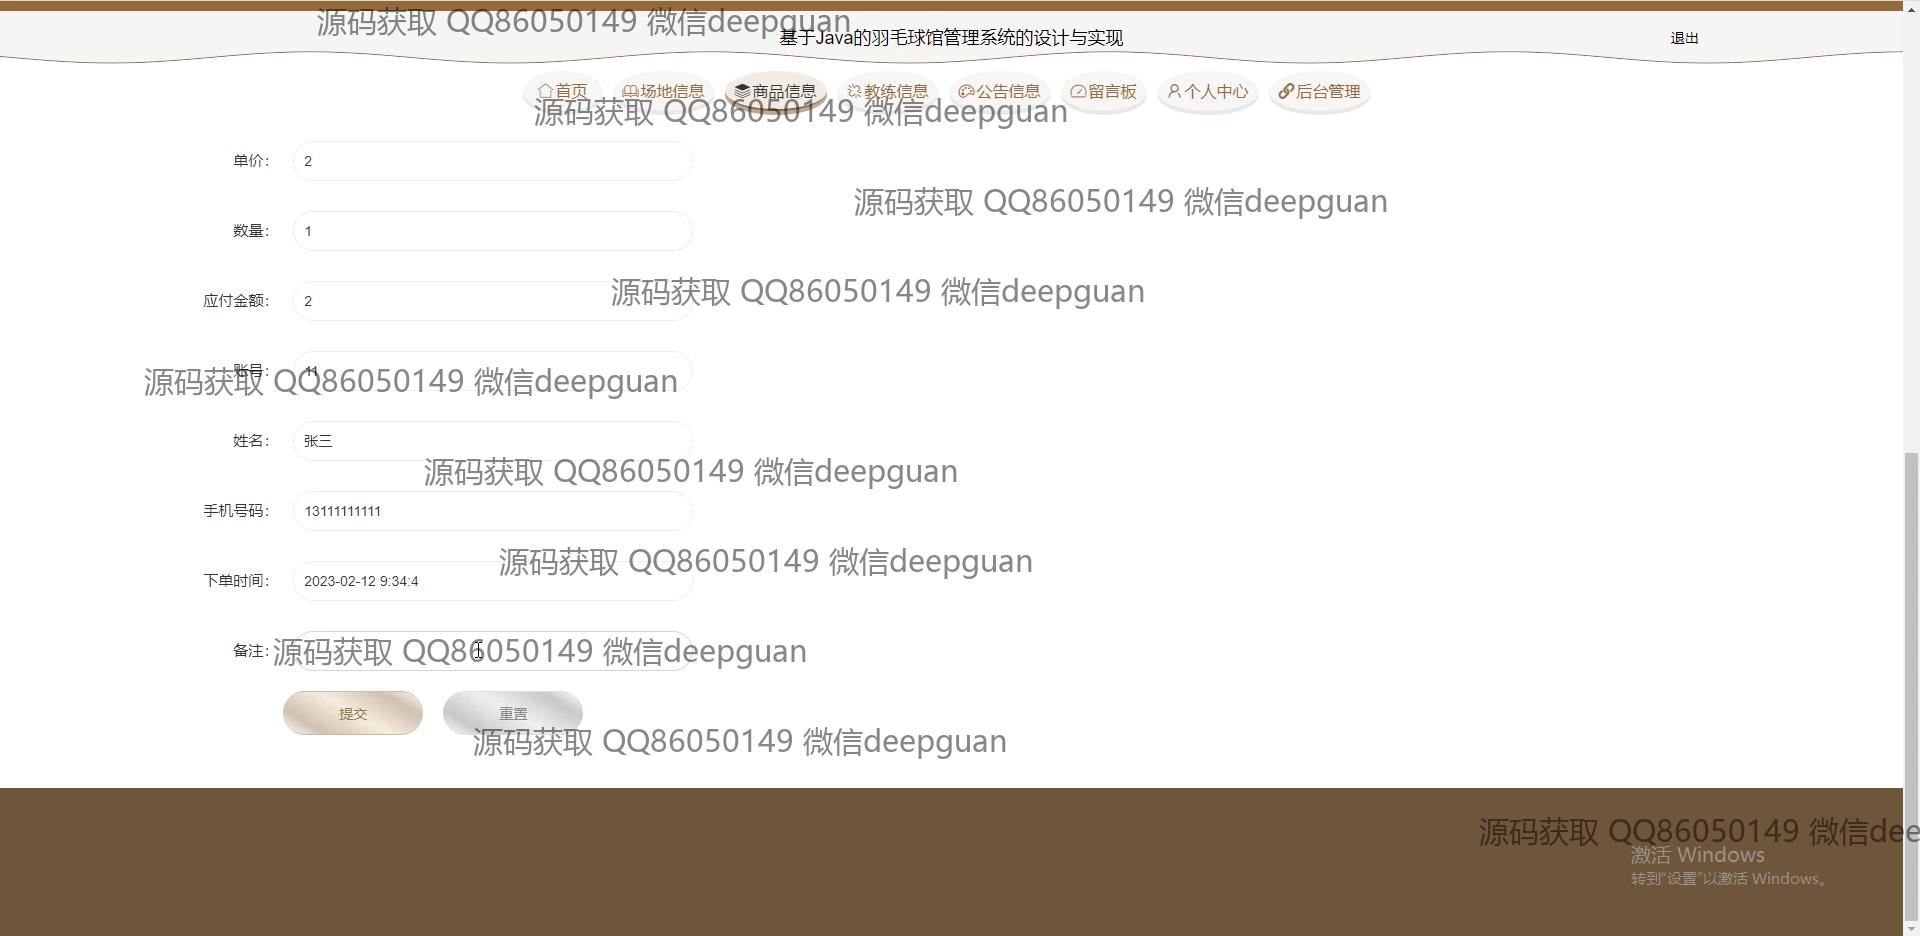 源码获取 QQ86050149 微信deepguan
基于Java的羽毛球馆管理系统的设计与实现
退出
首页 场地信息 商品信息 教练信息 公告信息 留言板 个人中心 后台管理
源码获取 QQ86050149 微信deepguan
单价： 2
源码获取 QQ86050149 微信deepguan
数量： 1
源码获取 QQ86050149 微信deepguan
应付金额： 2
账号： 11
源码获取 QQ86050149 微信deepguan
姓名： 张三
源码获取 QQ86050149 微信deepguan
手机号码： 13111111111
源码获取 QQ86050149 微信deepguan
下单时间： 2023-02-12 9:34:4
备注：
源码获取 QQ86050149 微信deepguan
提交 重置
源码获取 QQ86050149 微信deepguan
源码获取 QQ86050149 微信dee
激活 Windows
转到“设置”以激活 Windows。